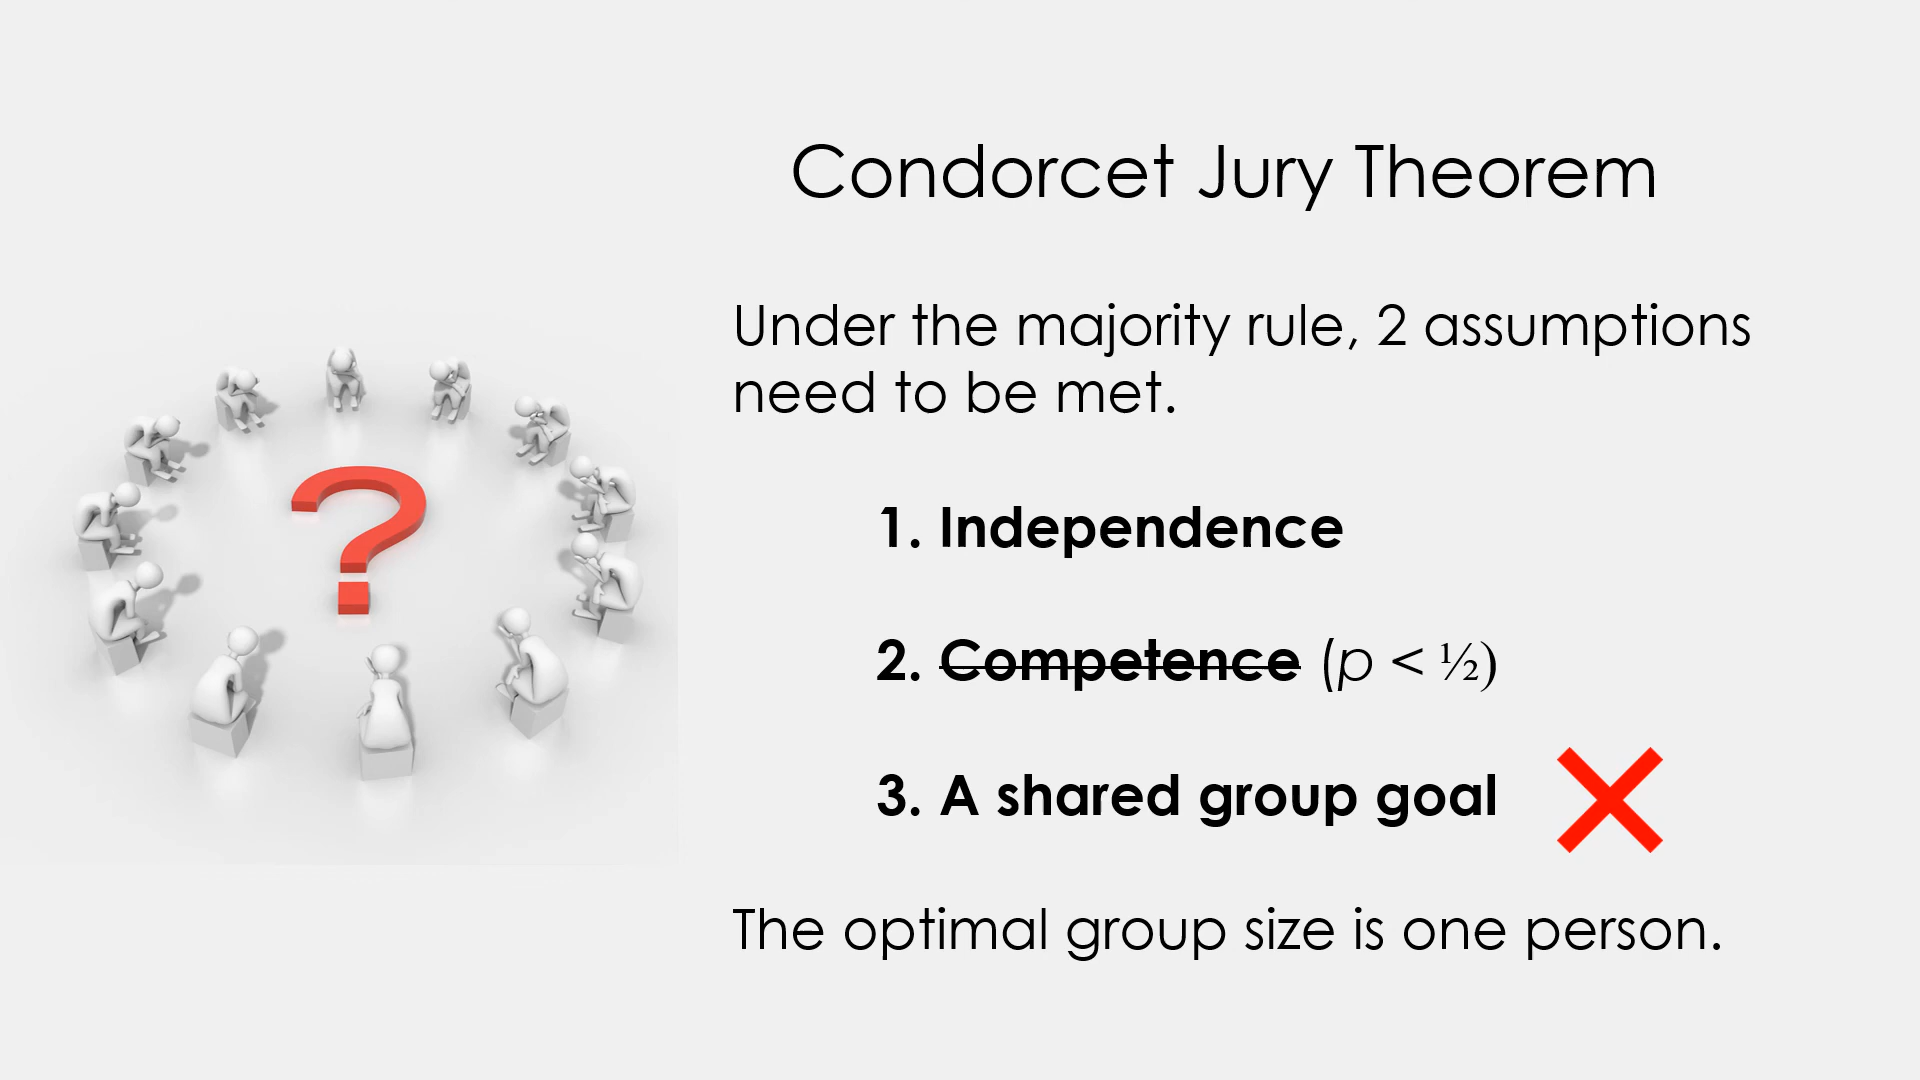 Condorcet Jury Theorem
Under the majority rule, 2 assumptions
need to be met.
1. Independence
2. Competence (p < ½)
3. A shared group goal
The optimal group size is one person.